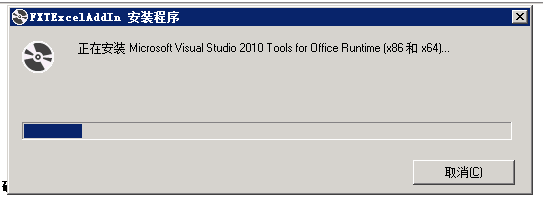 FXTExcelAddIn 安装程序
正在安装 Microsoft Visual Studio 2010 Tools for Office Runtime (x86 和 x64)...
取消(C)